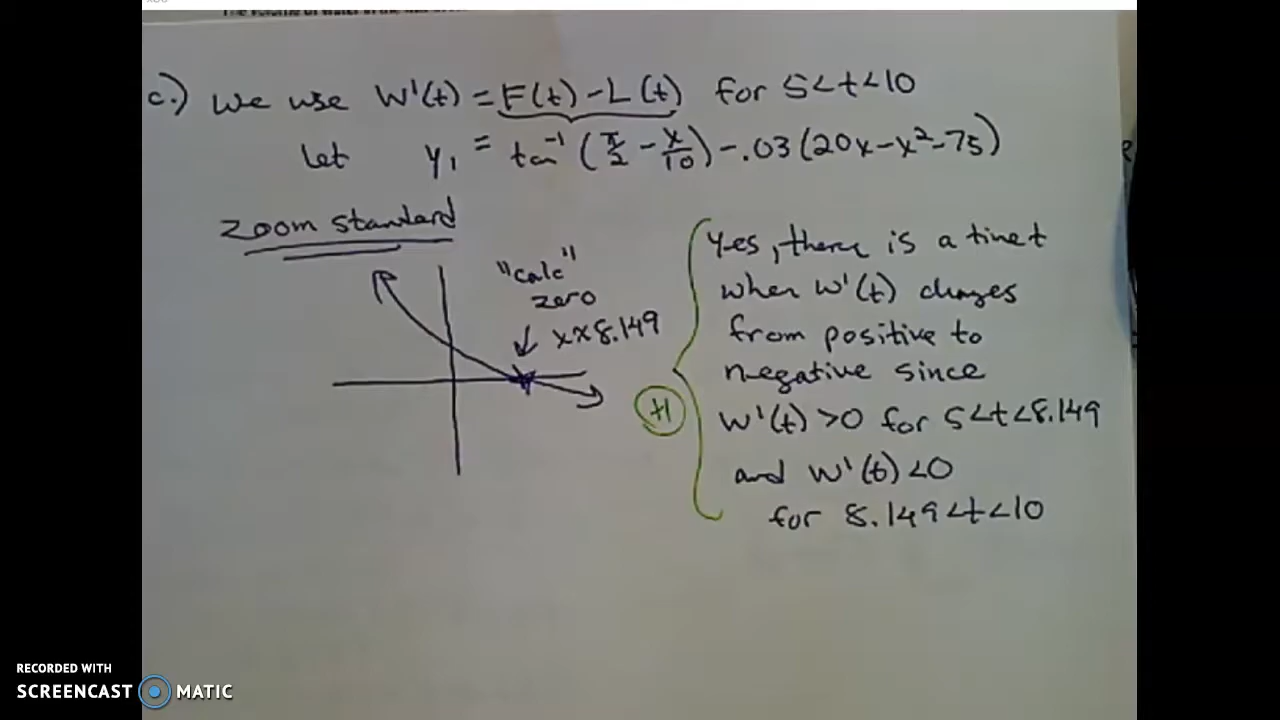 c.) We use W'(t) = F(t) - L(t) for 5<t<10
Let y₁ = tan⁻¹(π/2 - x/10) - .03(20x - x² - 75)
Zoom standard
"calc"
zero
x≈8.149
+1
Yes, there is a time t
when W'(t) changes
from positive to
negative since
W'(t) >0 for 5<t<8.149
and W'(t) <0
for 8.149<t<10
RECORDED WITH
SCREENCAST MATIC